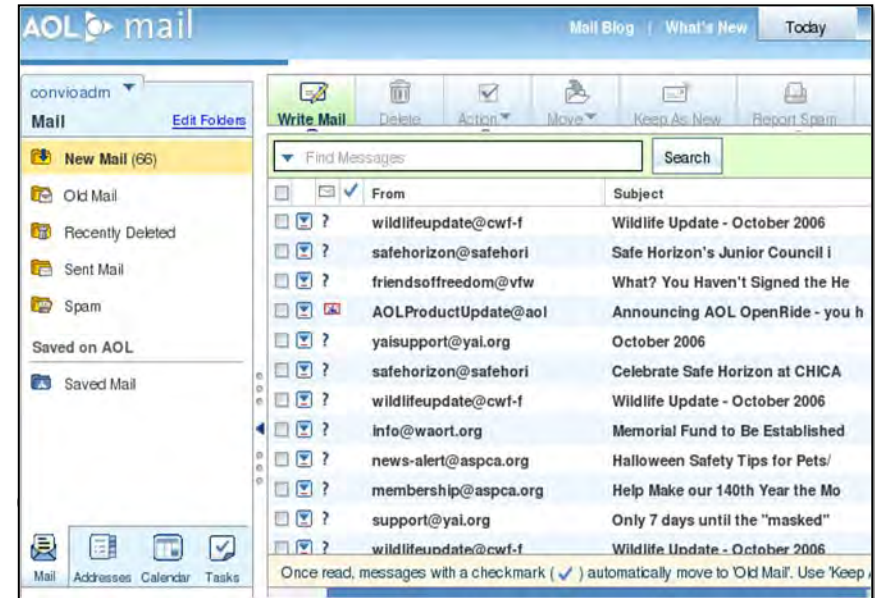 AOL mail
Mail Blog | What's New Today
convioadm
Mail Edit Folders
New Mail (66)
Old Mail
Recently Deleted
Sent Mail
Spam
Saved on AOL
Saved Mail
Mail Addresses Calendar Tasks
Write Mail Delete Action Move Keep As New Report Spam
Find Messages Search
From Subject
? wildlifeupdate@cwf-f Wildlife Update - October 2006
? safehorizon@safehori Safe Horizon's Junior Council i
? friendsoffreedom@vfw What? You Haven't Signed the He
AOLProductUpdate@aol Announcing AOL OpenRide - you h
? yaisupport@yai.org October 2006
? safehorizon@safehori Celebrate Safe Horizon at CHICA
? wildlifeupdate@cwf-f Wildlife Update - October 2006
? info@waort.org Memorial Fund to Be Established
? news-alert@aspca.org Halloween Safety Tips for Pets/
? membership@aspca.org Help Make our 140th Year the Mo
? support@yai.org Only 7 days until the "masked"
? wildlifeupdate@cwf-f Wildlife Update - October 2006
Once read, messages with a checkmark ( ✓ ) automatically move to 'Old Mail'. Use 'Keep